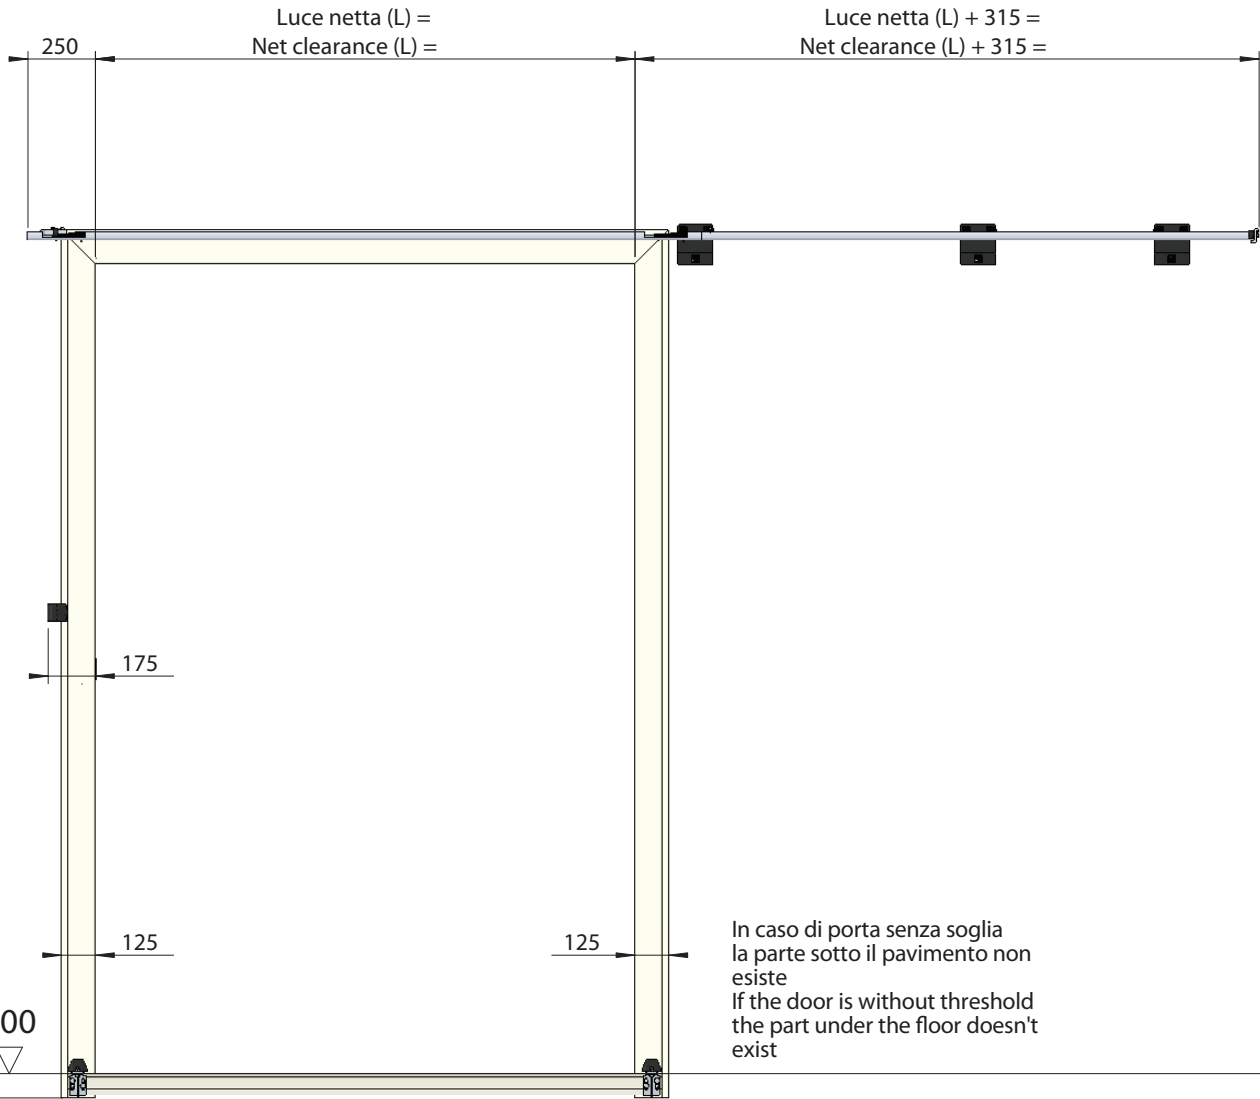 Luce netta (L) =
Net clearance (L) =
Luce netta (L) + 315 =
Net clearance (L) + 315 =
250
175
125
125
In caso di porta senza soglia
la parte sotto il pavimento non
esiste
If the door is without threshold
the part under the floor doesn't
exist
00